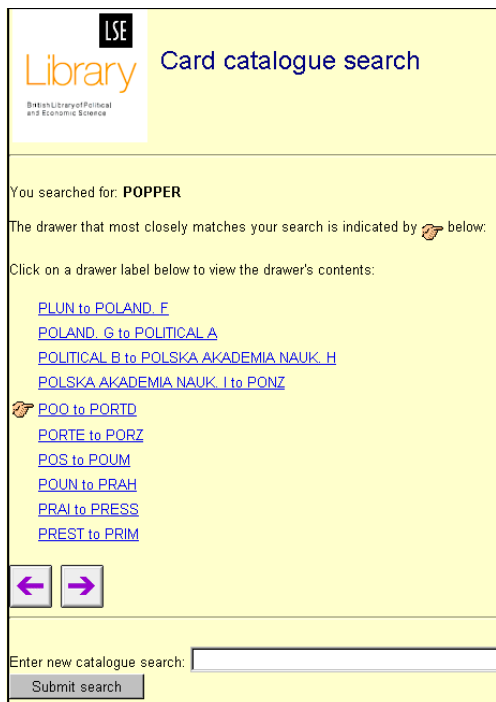 LSE
Library
British Library of Political
and Economic Science
Card catalogue search
You searched for: POPPER
The drawer that most closely matches your search is indicated by below:
Click on a drawer label below to view the drawer's contents:
PLUN to POLAND. F
POLAND. G to POLITICAL A
POLITICAL B to POLSKA AKADEMIA NAUK. H
POLSKA AKADEMIA NAUK. I to PONZ
POO to PORTD
PORTE to PORZ
POS to POUM
POUN to PRAH
PRAI to PRESS
PREST to PRIM
Enter new catalogue search:
Submit search